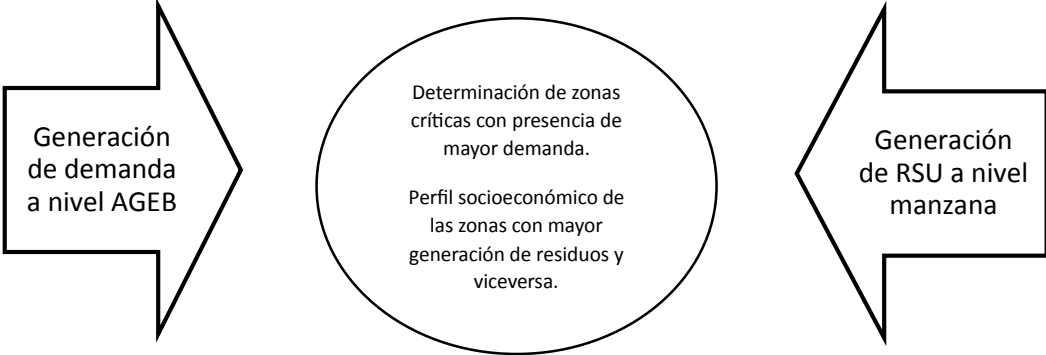 Generación
de demanda
a nivel AGEB
Determinación de zonas
críticas con presencia de
mayor demanda.
Perfil socioeconómico de
las zonas con mayor
generación de residuos y
viceversa.
Generación
de RSU a nivel
manzana